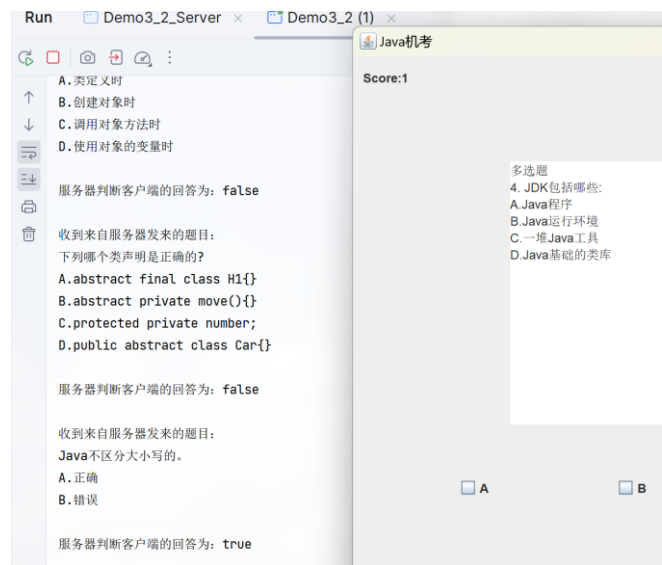 Run
Demo3_2_Server
Demo3_2 (1)
A.类定义时
B.创建对象时
C.调用对象方法时
D.使用对象的变量时
服务器判断客户端的回答为: false
收到来自服务器发来的题目:
下列哪个类声明是正确的?
A.abstract final class H1{}
B.abstract private move(){}
C.protected private number;
D.public abstract class Car{}
服务器判断客户端的回答为: false
收到来自服务器发来的题目:
Java不区分大小写的。
A.正确
B.错误
服务器判断客户端的回答为: true
Java机考
Score:1
多选题
4. JDK包括哪些:
A.Java程序
B.Java运行环境
C.一堆Java工具
D.Java基础的类库
A
B